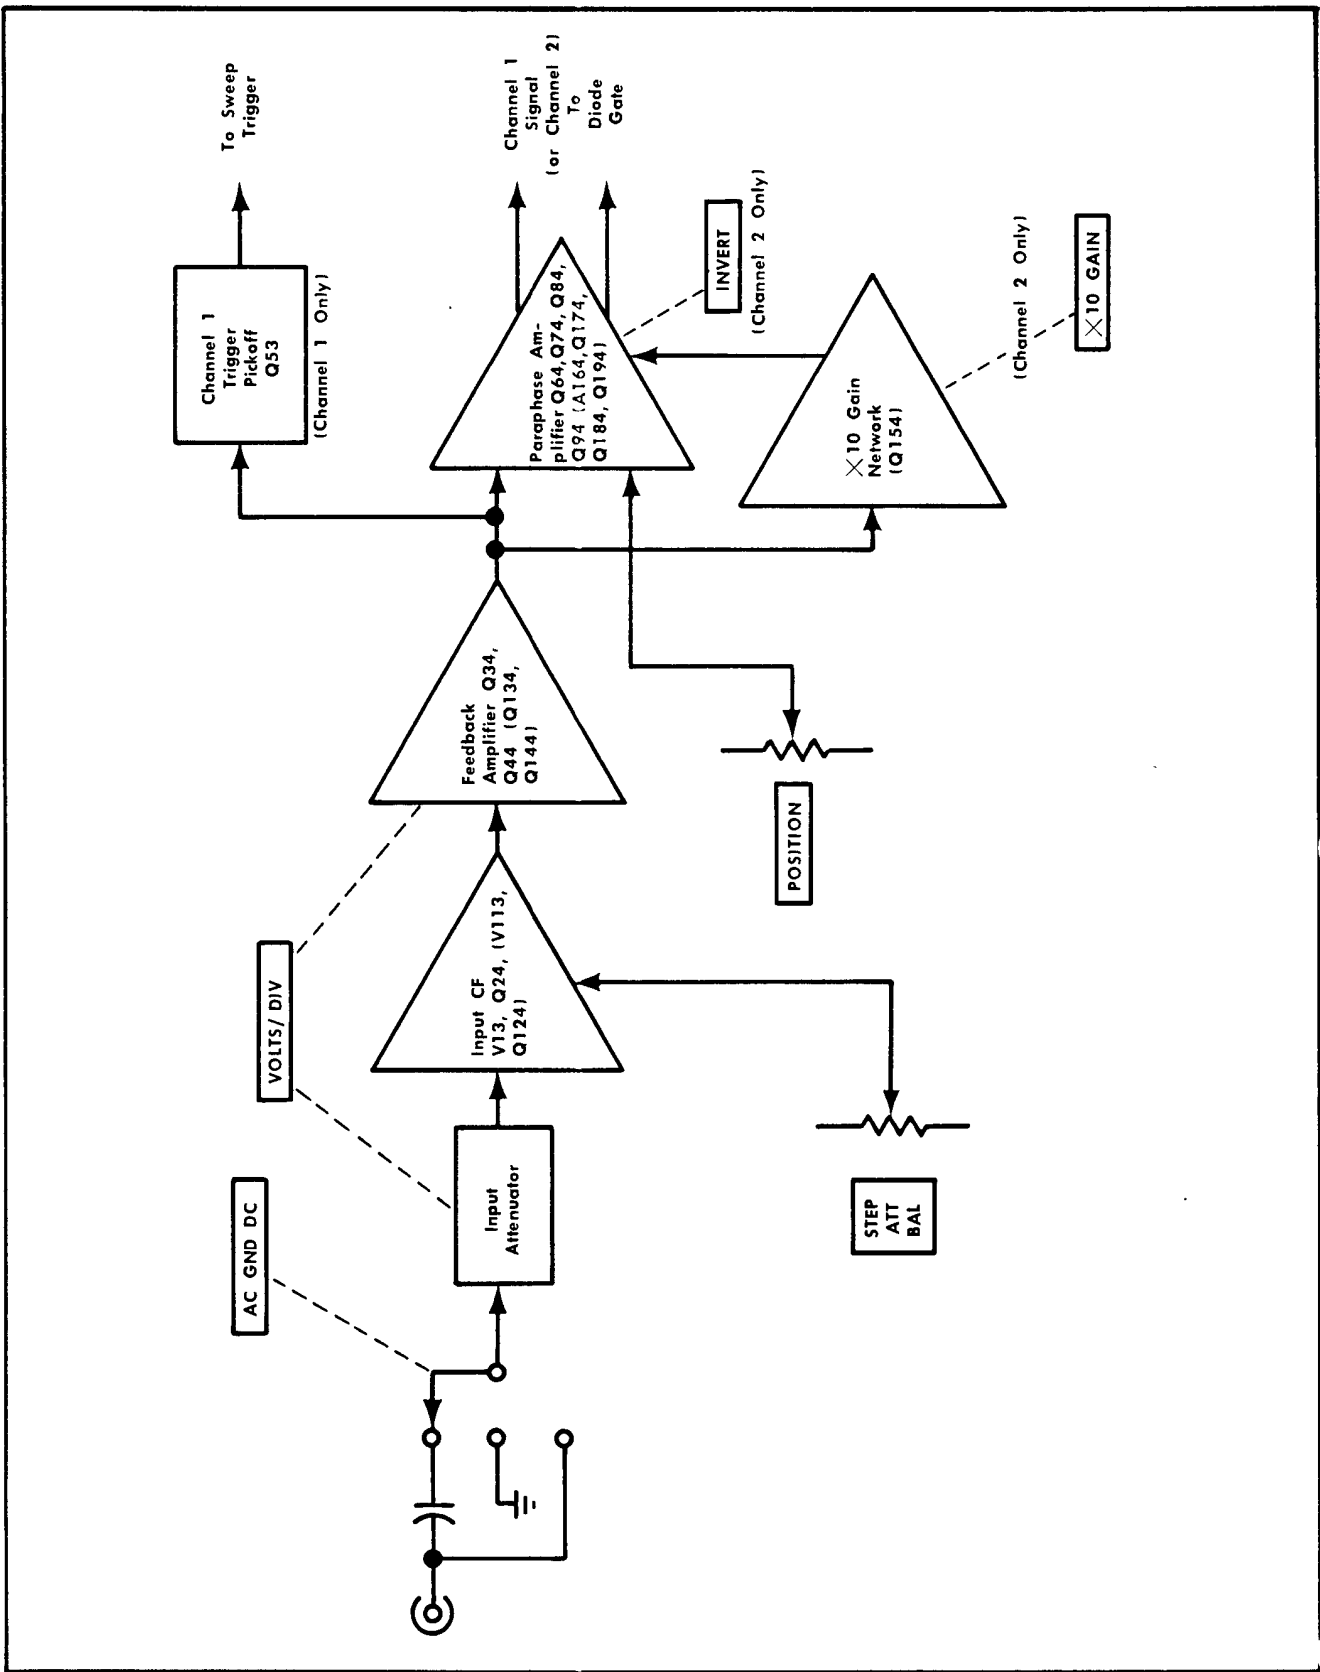 AC GND DC
VOLTS/ DIV
Input
Attenuator
Input CF
V13, Q24, (V113,
Q124)
STEP
ATT
BAL
Feedback
Amplifier Q34,
Q44 (Q134,
Q144)
POSITION
Channel 1
Trigger
Pickoff
Q53
(Channel 1 Only)
To Sweep
Trigger
Paraphase Am-
plifier Q64, Q74, Q84,
Q94 (A164, Q174,
Q184, Q194)
Channel 1
Signal
(or Channel 2)
To
Diode
Gate
INVERT
(Channel 2 Only)
X10 Gain
Network
(Q154)
(Channel 2 Only)
X10 GAIN